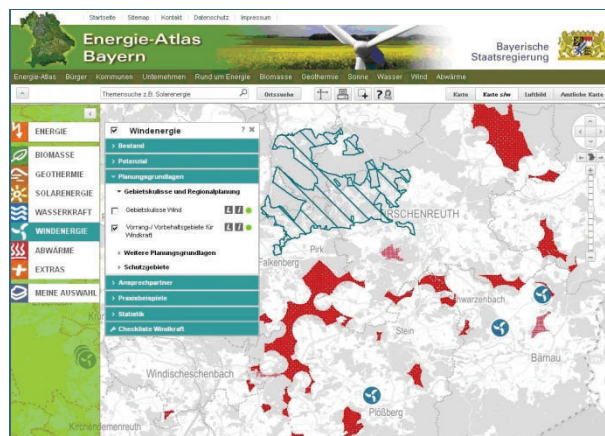 Startseite Sitemap Kontakt Datenschutz Impressum
Energie-Atlas
Bayern
Bayerische
Staatsregierung
Energie-Atlas Bürger Kommunen Unternehmen Rund um Energie Biomasse Geothermie Sonne Wasser Wind Abwärme
Themensuche z.B. Solarenergie
Ortssuche
Karte Karte s/w Luftbild Amtliche Karte
ENERGIE
BIOMASSE
GEOTHERMIE
SOLARENERGIE
WASSERKRAFT
WINDENERGIE
ABWÄRME
EXTRAS
MEINE AUSWAHL
Windenergie ?
Bestand
Potenzial
Planungsgrundlagen
Gebietskulisse und Regionalplanung
Gebietskulisse Wind
Vorrang-/ Vorbehaltsgebiete für
Windkraft
Weitere Planungsgrundlagen
Schutzgebiete
Ansprechpartner
Praxisbeispiele
Statistik
Checkliste Windkraft
IRSCHENREUTH
Pirk
Falkenberg
Schwarzenbach
Stein
Bärnau
Windischeschenbach
Plößberg
Kirchendemenreuth